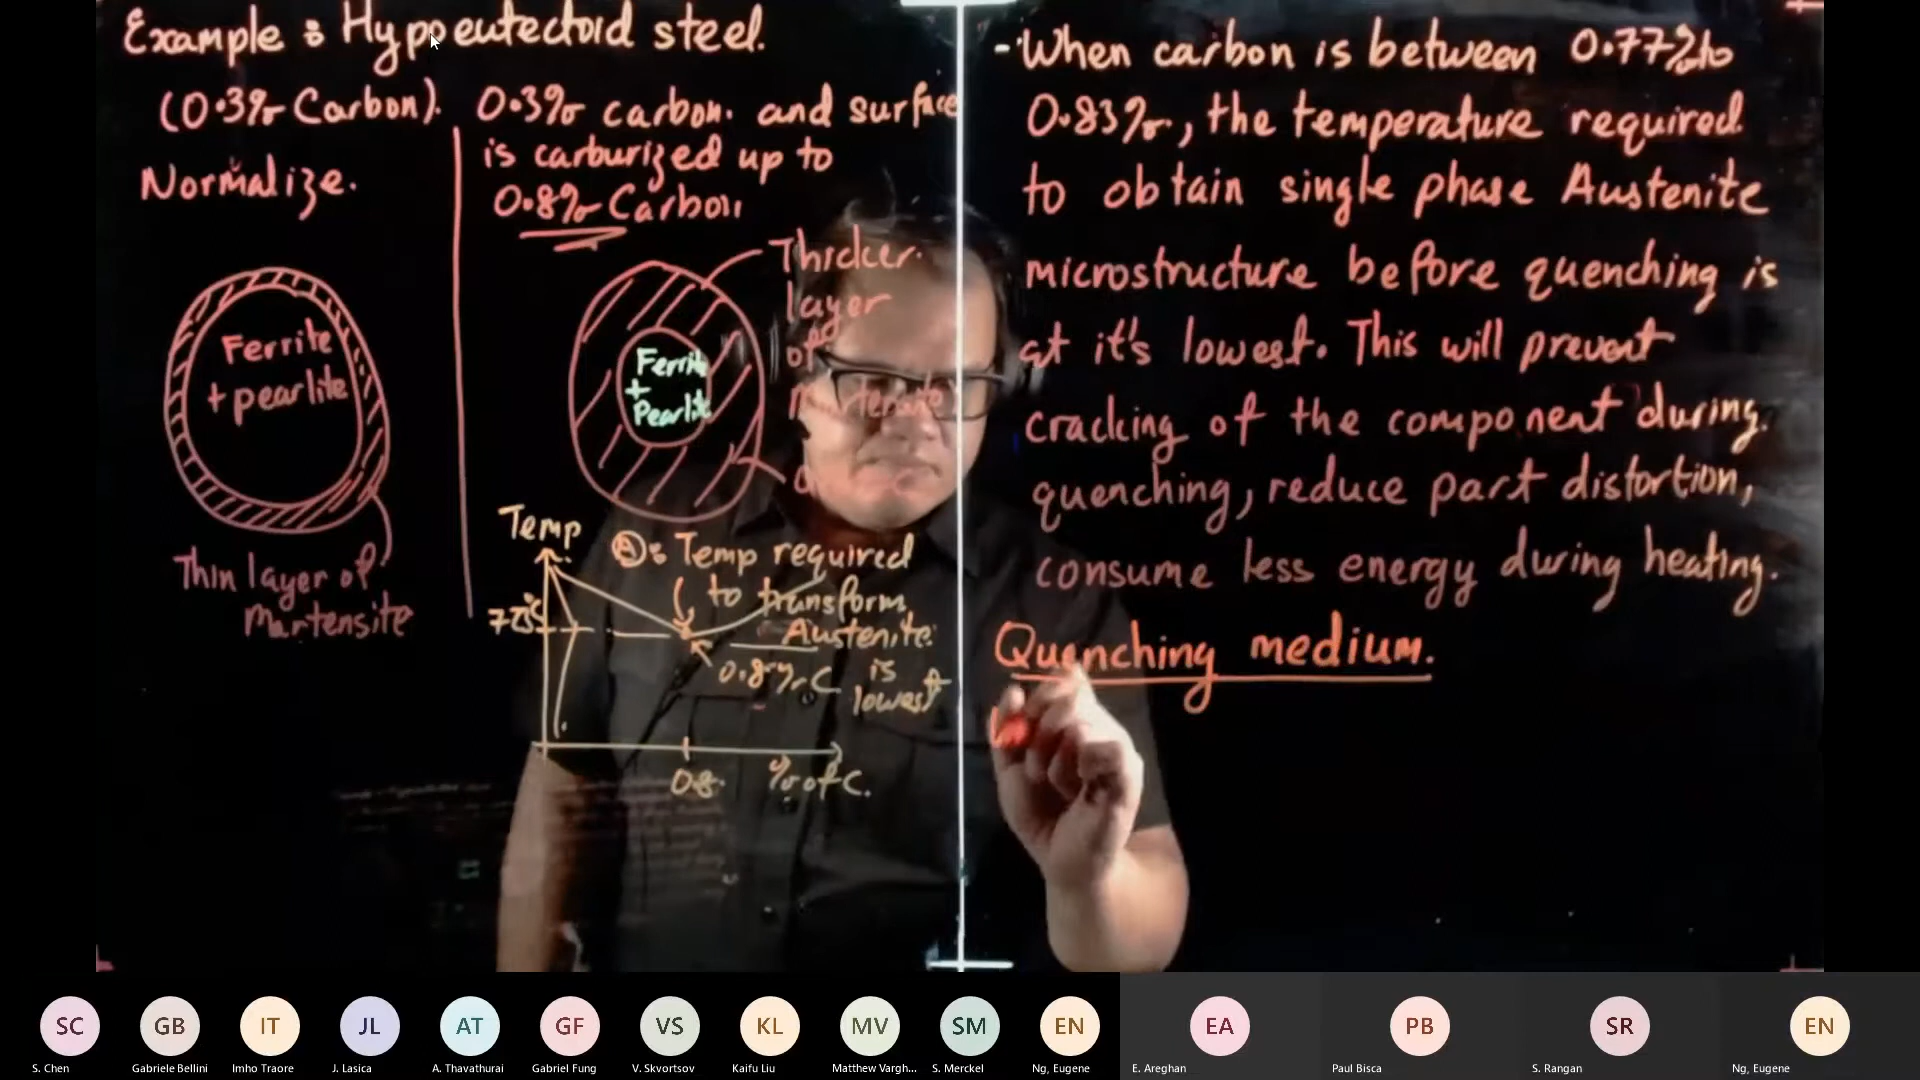 Example: Hypoeutectoid steel.
(0.3% Carbon).
Normalize.
Ferrite
+ pearlite
Thin layer of
Martensite
0.3% carbon. and surface
is carburized up to
0.8% Carbon
Thicker
layer
of
Martensite
Ferrite
+
Pearlite
Temp
A: Temp required
to transform
Austenite
is
lowest
0.8% C
0.8
% of C.
- When carbon is between 0.77% to
0.83%, the temperature required
to obtain single phase Austenite
microstructure before quenching is
at it's lowest. This will prevent
cracking of the component during
quenching, reduce part distortion,
consume less energy during heating.
Quenching medium.
SC GB IT JL AT GF VS KL MV SM EN EA PB SR EN
S. Chen Gabriele Bellini Imho Traore J. Lasica A. Thavathurai Gabriel Fung V. Skvortsov Kaifu Liu Matthew Vargh... S. Merckel Ng, Eugene E. Areghan Paul Bisca S. Rangan Ng, Eugene